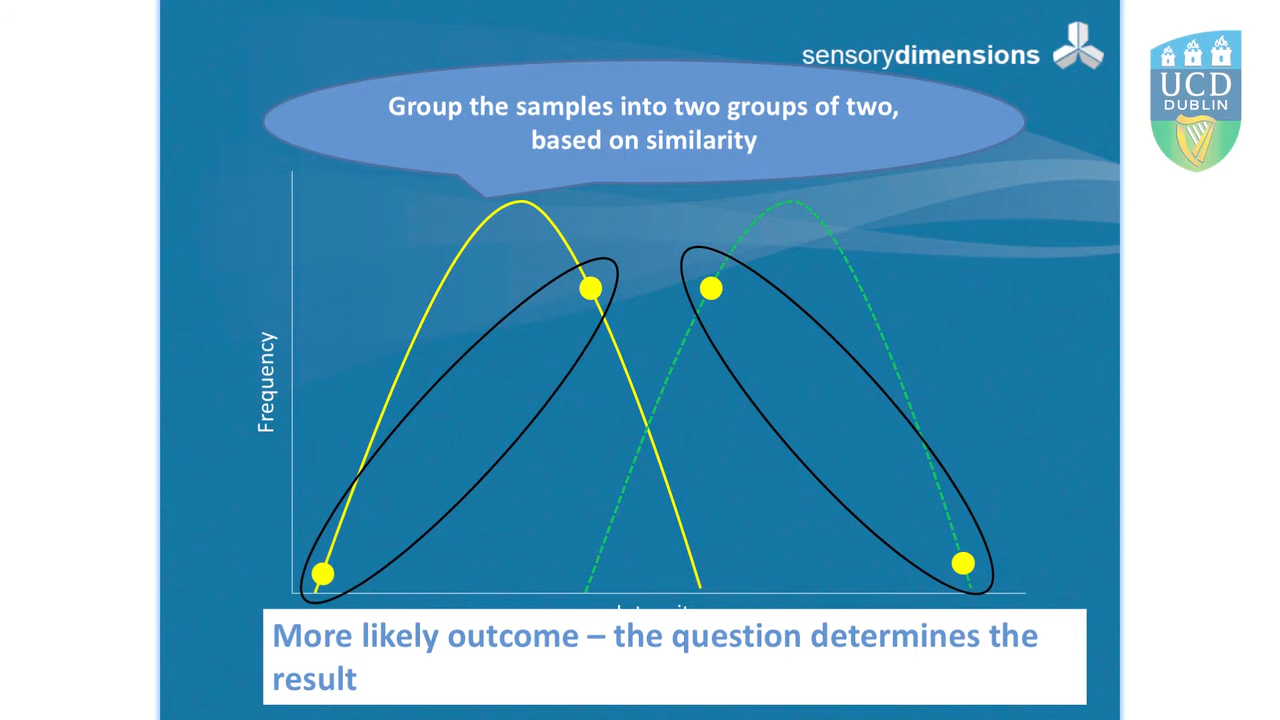 sensorydimensions
UCD
DUBLIN
Group the samples into two groups of two,
based on similarity
Frequency
More likely outcome – the question determines the
result